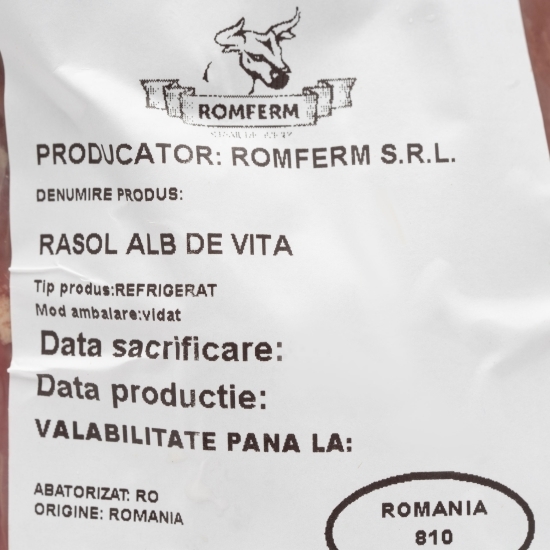 ROMFERM
PRODUCATOR: ROMFERM S.R.L.
DENUMIRE PRODUS:
RASOL ALB DE VITA
Tip produs:REFRIGERAT
Mod ambalare:vidat
Data sacrificare:
Data productie:
VALABILITATE PANA LA:
ABATORIZAT: RO
ORIGINE: ROMANIA
ROMANIA
810